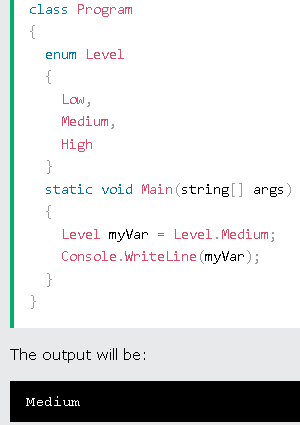 class Program
{
  enum Level
  {
    Low,
    Medium,
    High
  }
  static void Main(string[] args)
  {
    Level myVar = Level.Medium;
    Console.WriteLine(myVar);
  }
}
The output will be:
Medium